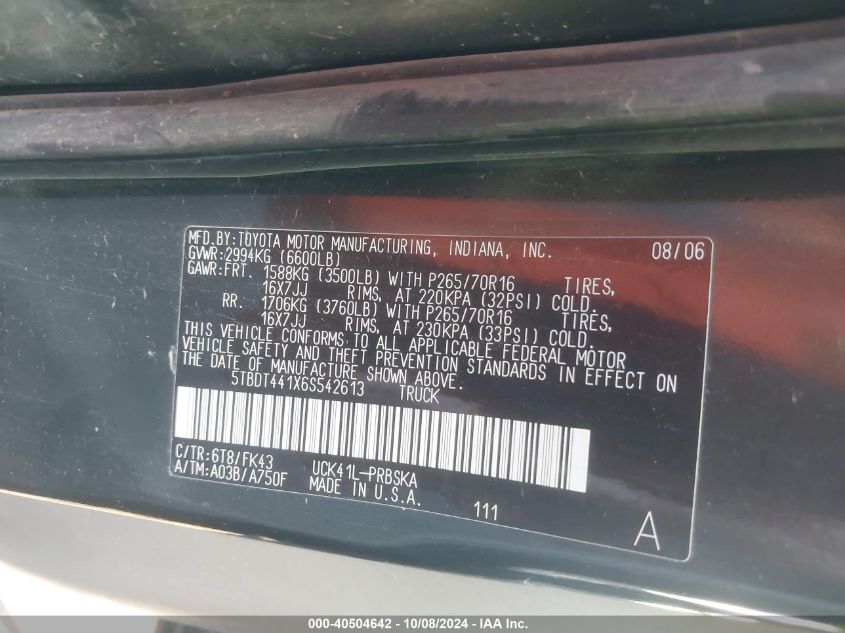 MFD.BY:TOYOTA MOTOR MANUFACTURING, INDIANA, INC. 08/06
GVWR:2994KG (6600LB)
GAWR:FRT. 1588KG (3500LB) WITH P265/70R16 TIRES,
16X7JJ RIMS, AT 220KPA (32PSI) COLD.
RR. 1706KG (3760LB) WITH P265/70R16 TIRES,
16X7JJ RIMS, AT 230KPA (33PSI) COLD.
THIS VEHICLE CONFORMS TO ALL APPLICABLE FEDERAL MOTOR
VEHICLE SAFETY AND THEFT PREVENTION STANDARDS IN EFFECT ON
THE DATE OF MANUFACTURE SHOWN ABOVE.
5TBDT441X6S542613 TRUCK
C/TR:6T8/FK43 UCK41L-PRBSKA
A/TM:A03B/A750F MADE IN U.S.A.
111
A
000-40504642 - 10/08/2024 - IAA Inc.